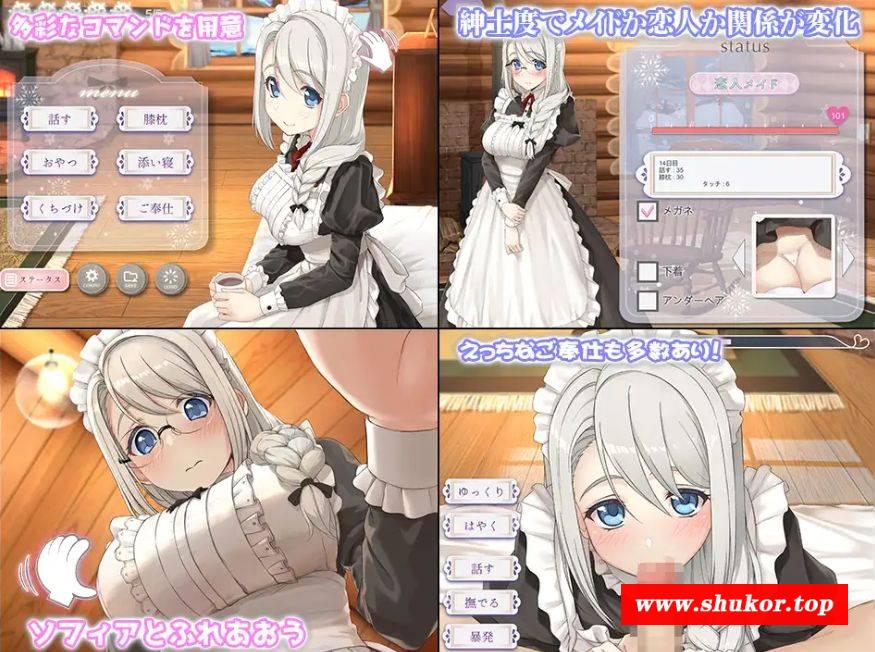 多彩なコマンドを用意
menu
話す
膝枕
おやつ
添い寝
くちづけ
ご奉仕
ステータス
紳士度でメイドか恋人か関係が変化
status
恋人メイド
101
14日目
話す : 35
膝枕 : 30
タッチ : 6
メガネ
下着
アンダーヘア
ソフィアとふれあおう
えっちなご奉仕も多数あり!
ゆっくり
はやく
話す
撫でる
暴発
www.shukor.top